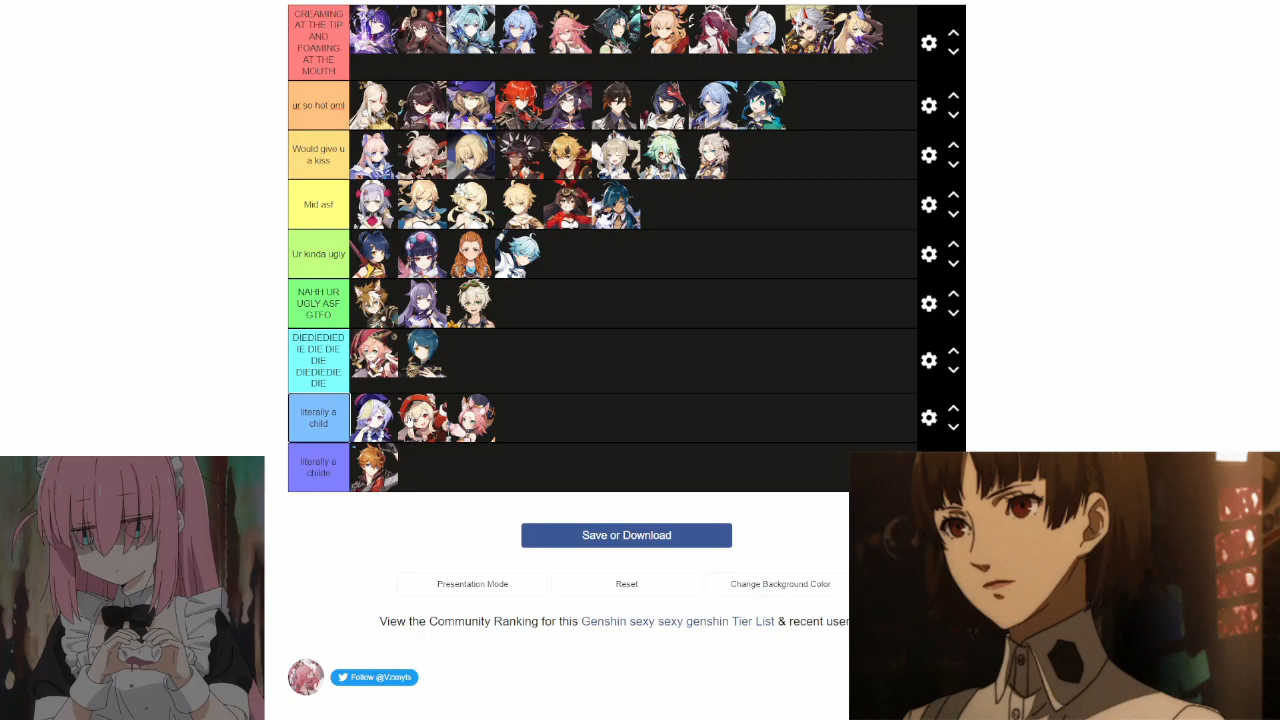 CREAMING
AT THE TIP
AND
FOAMING
AT THE
MOUTH
ur so hot oml
Would give u
a kiss
Mid asf
Ur kinda ugly
NAHH UR
UGLY ASF
GTFO
DIEDIEDIED
IE DIE DIE
DIE
DIEDIEDIE
DIE
literally a
child
literally a
childe
Save or Download
Presentation Mode
Reset
Change Background Color
View the Community Ranking for this Genshin sexy sexy genshin Tier List & recent user
Follow @Vzxnyls